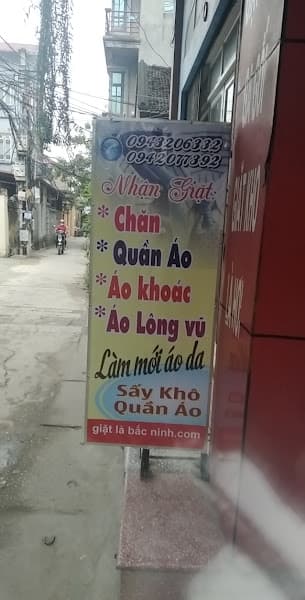 0943206332
0942077392
Nhận Giặt:
* Chăn
* Quần Áo
* Áo khoác
* Áo Lông vũ
Làm mới áo da
Sấy Khô
Quần Áo
giặt là bắc ninh.com